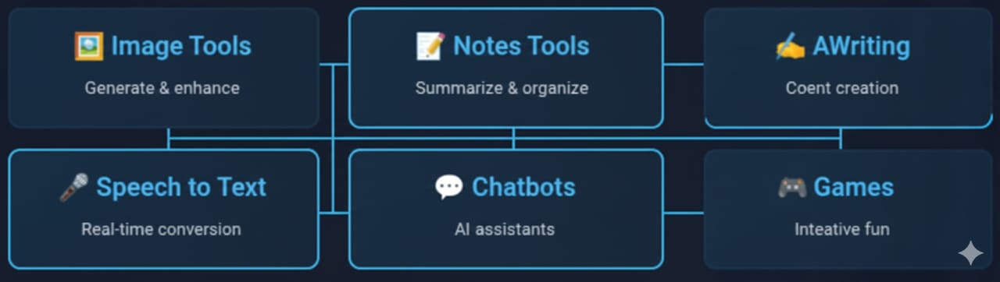 Image Tools
Generate & enhance
Notes Tools
Summarize & organize
AWriting
Coent creation
Speech to Text
Real-time conversion
Chatbots
AI assistants
Games
Inteative fun